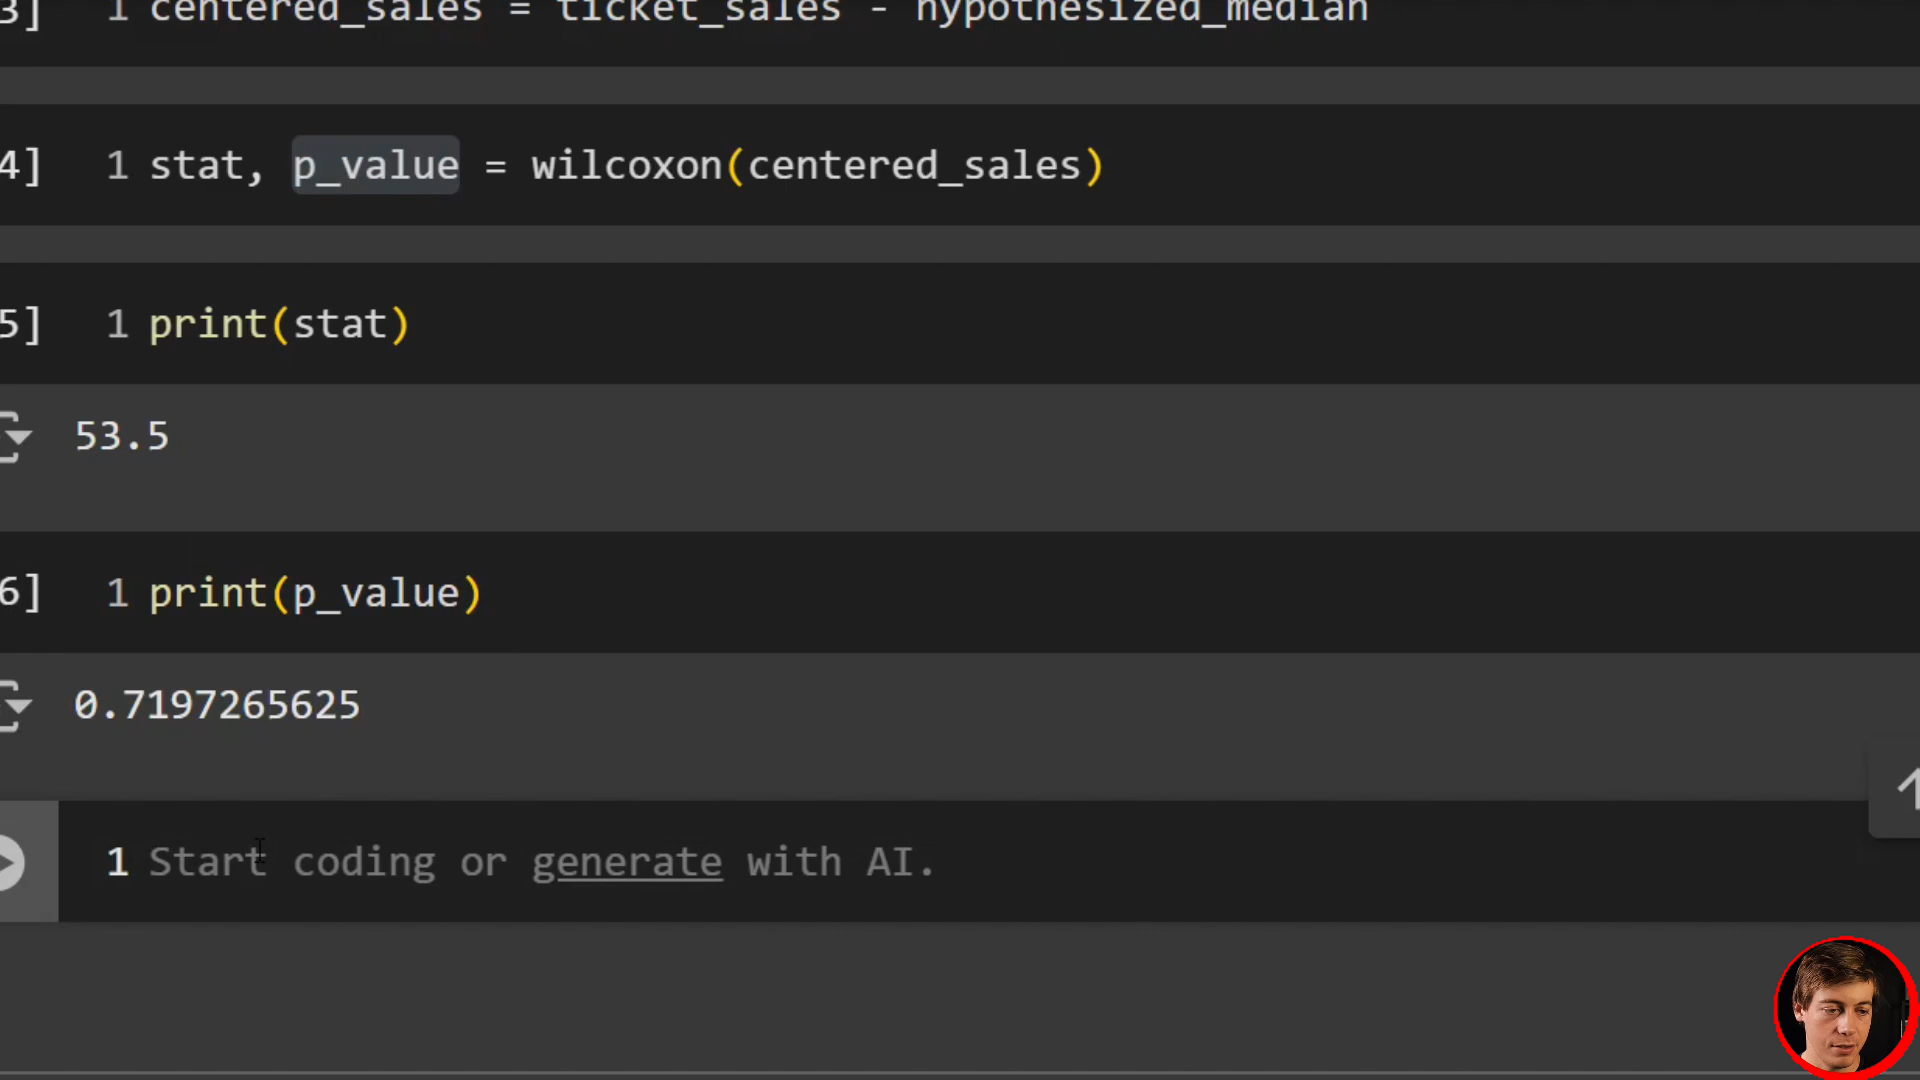 3] 1 centered_sales = ticket_sales - hypothesized_median
4] 1 stat, p_value = wilcoxon(centered_sales)
5] 1 print(stat)
53.5
6] 1 print(p_value)
0.7197265625
1 Start coding or generate with AI.